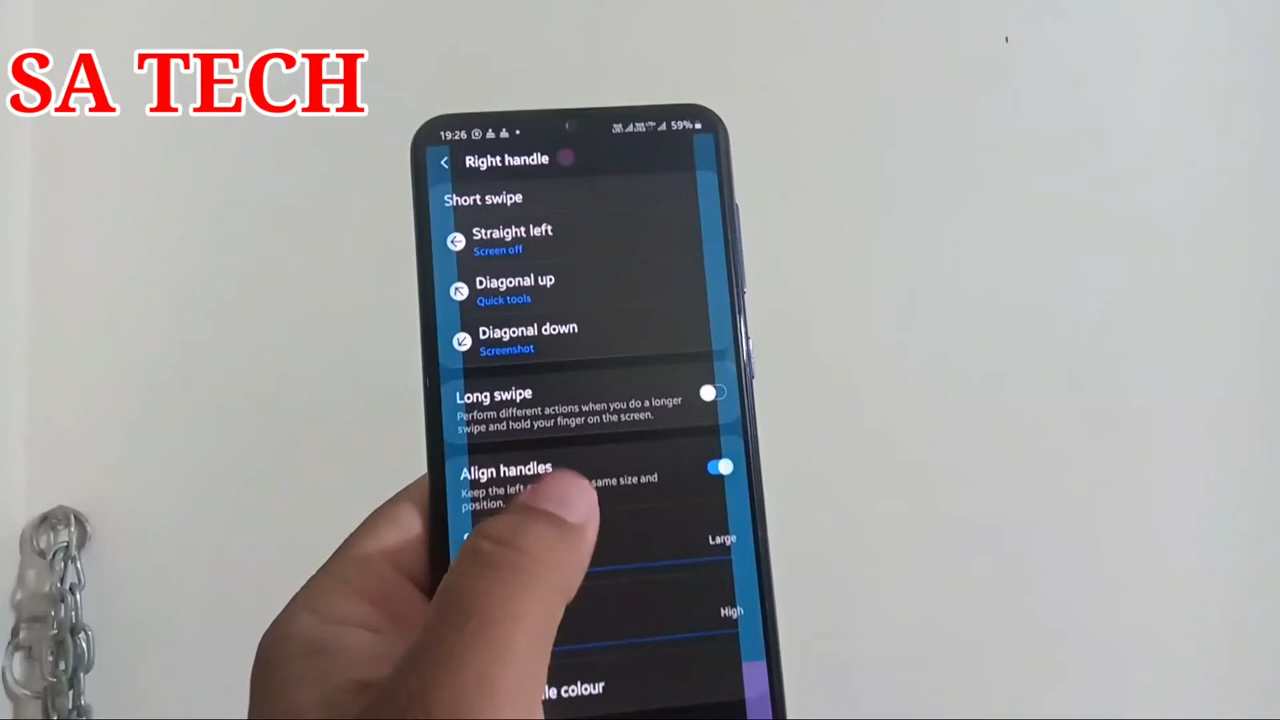 SA TECH
19:26 59%
Right handle
Short swipe
Straight left
Screen off
Diagonal up
Quick tools
Diagonal down
Screenshot
Long swipe
Perform different actions when you do a longer
swipe and hold your finger on the screen.
Align handles
Keep the left same size and
position.
Large
High
le colour